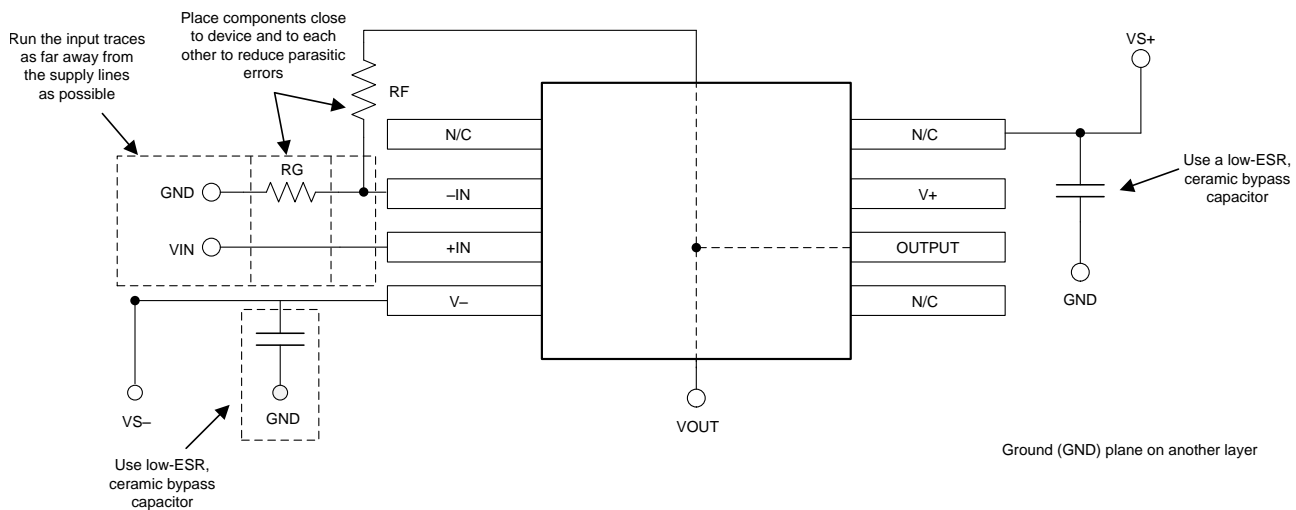 Place components close
to device and to each
other to reduce parasitic
errors
Run the input traces
as far away from
the supply lines
as possible
VS+
RF
N/C
N/C
RG
Use a low-ESR,
ceramic bypass
capacitor
GND
–IN
V+
VIN
+IN
OUTPUT
GND
V–
N/C
VS–
GND
VOUT
Use low-ESR,
ceramic bypass
capacitor
Ground (GND) plane on another layer